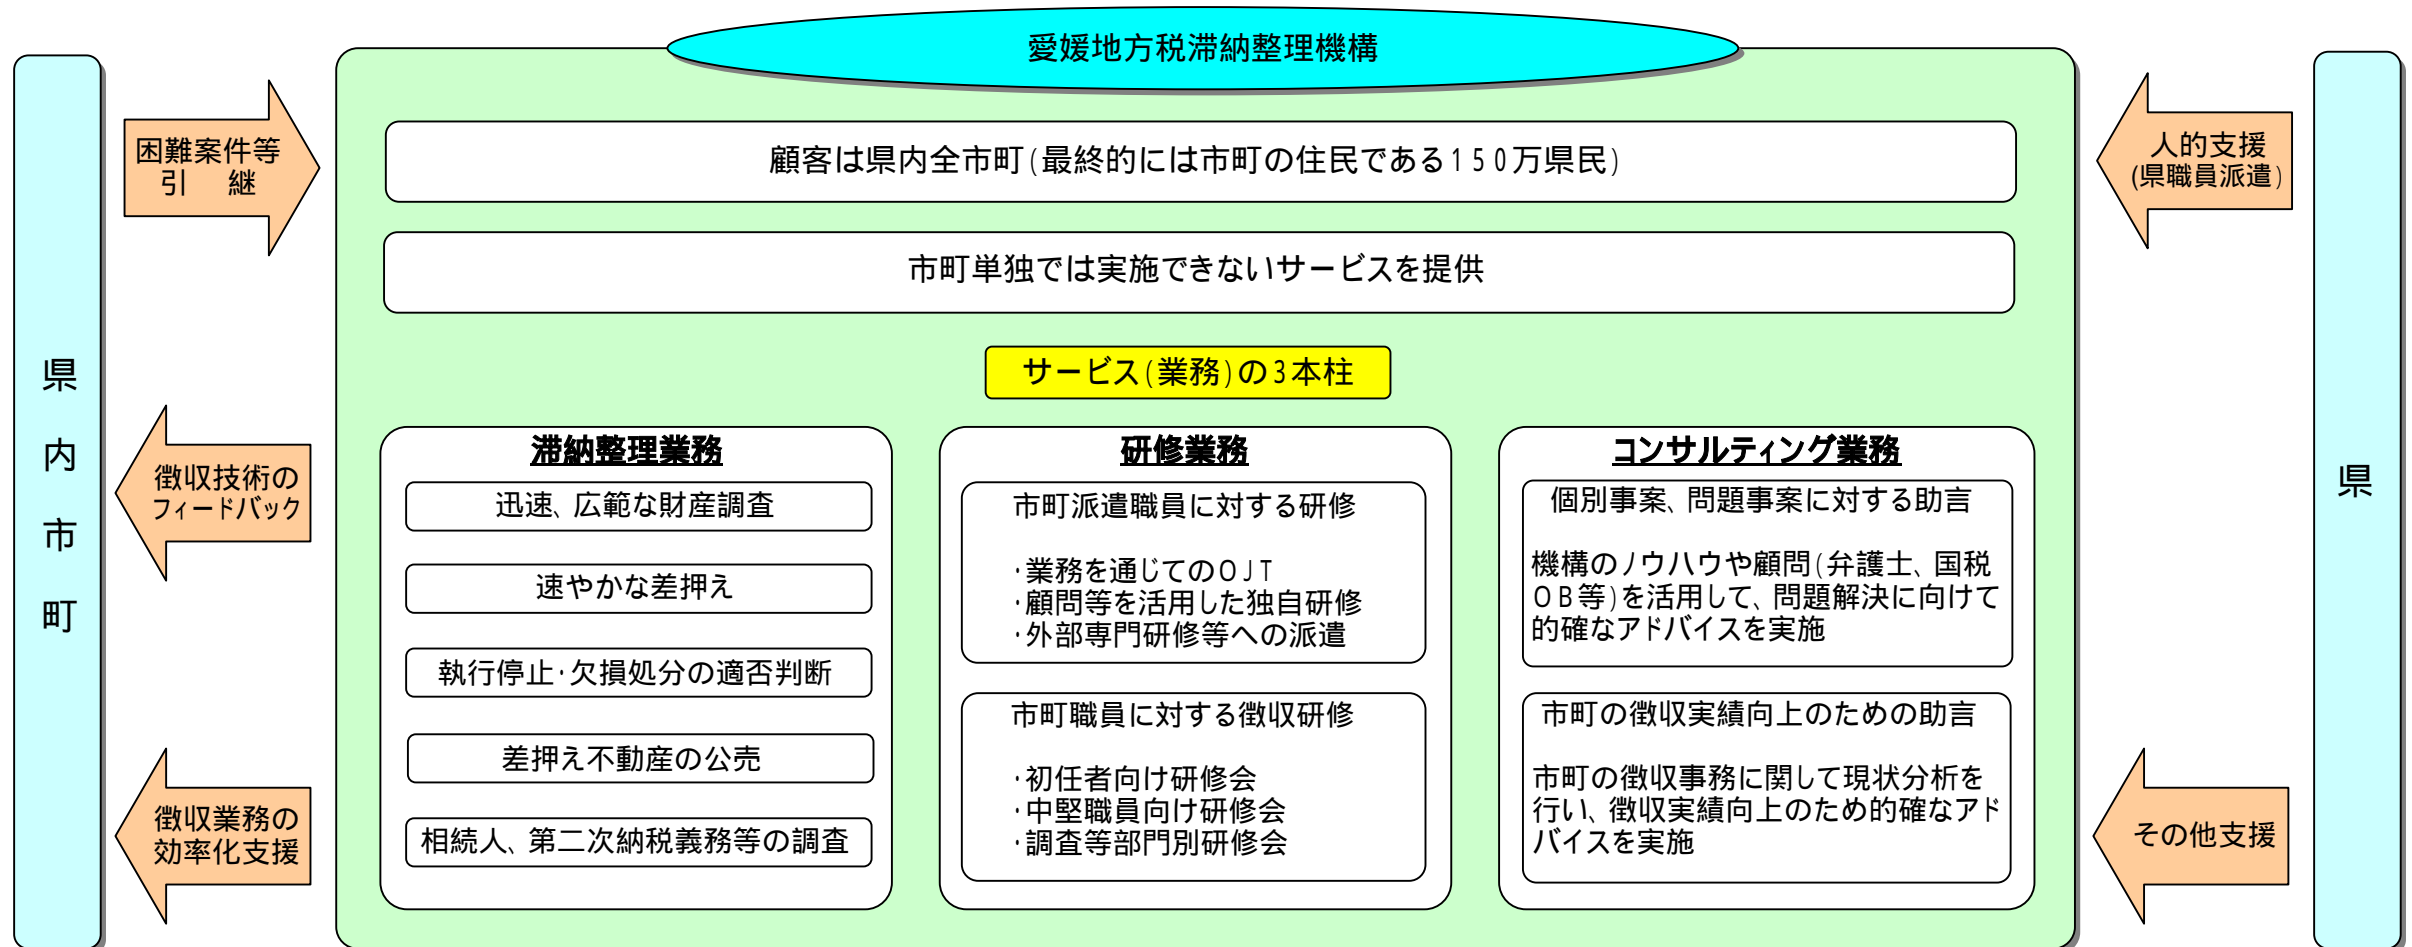 愛媛地方税滞納整理機構
県内市町
困難案件等
引　継
徴収技術の
フィードバック
徴収業務の
効率化支援
顧客は県内全市町(最終的には市町の住民である150万県民)
市町単独では実施できないサービスを提供
サービス(業務)の3本柱
滞納整理業務
迅速、広範な財産調査
速やかな差押え
執行停止・欠損処分の適否判断
差押え不動産の公売
相続人、第二次納税義務等の調査
研修業務
市町派遣職員に対する研修
・業務を通じてのOJT
・顧問等を活用した独自研修
・外部専門研修等への派遣
市町職員に対する徴収研修
・初任者向け研修会
・中堅職員向け研修会
・調査等部門別研修会
コンサルティング業務
個別事案、問題事案に対する助言
機構のノウハウや顧問(弁護士、国税
OB等)を活用して、問題解決に向けて
的確なアドバイスを実施
市町の徴収実績向上のための助言
市町の徴収事務に関して現状分析を
行い、徴収実績向上のため的確なアド
バイスを実施
人的支援
(県職員派遣)
その他支援
県